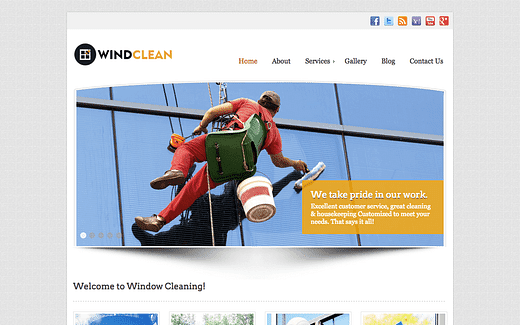 WINDCLEAN
Home About Services Gallery Blog Contact Us
We take pride in our work.
Excellent customer service, great cleaning
& housekeeping Customized to meet your
needs. That says it all!
Welcome to Window Cleaning!